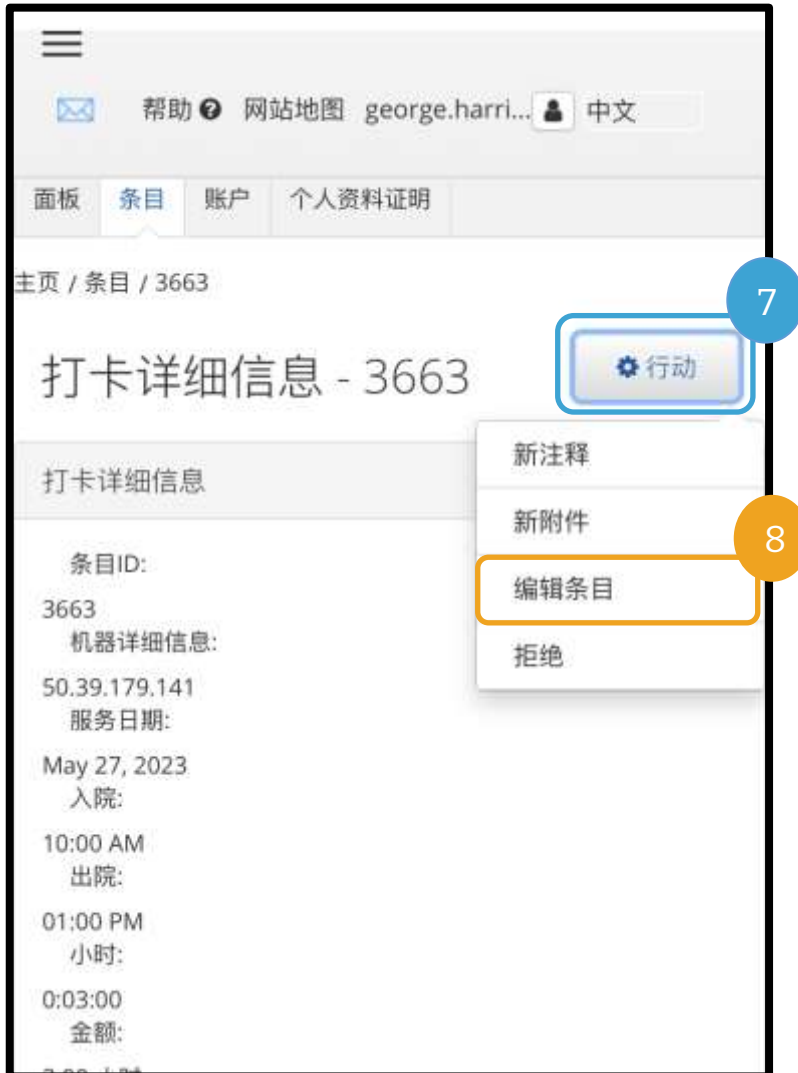 帮助 网站地图 george.harri... 中文
面板 条目 账户 个人资料证明
主页 / 条目 / 3663
7
打卡详细信息 - 3663
行动
新注释
打卡详细信息
新附件
8
条目ID:
编辑条目
3663
机器详细信息:
拒绝
50.39.179.141
服务日期:
May 27, 2023
入院:
10:00 AM
出院:
01:00 PM
小时:
0:03:00
金额: